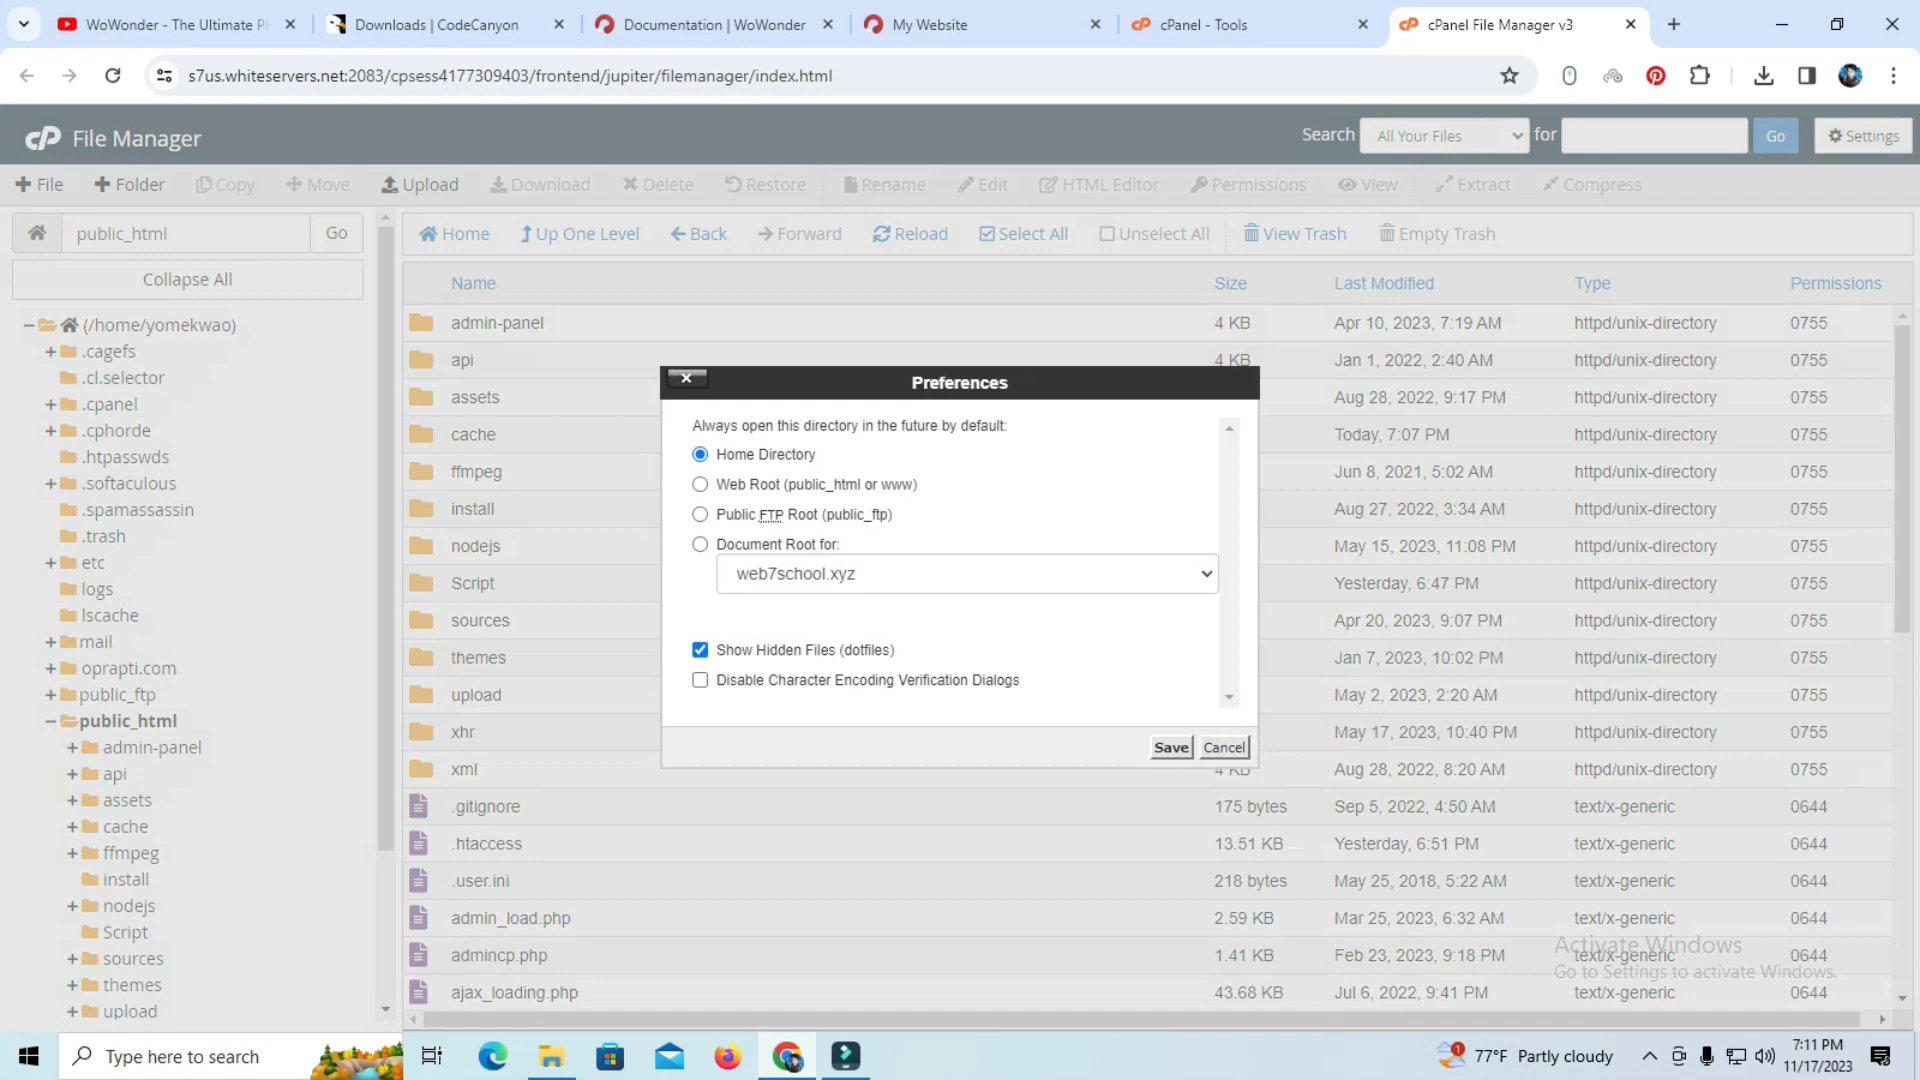 WoWonder - The Ultimate P
Downloads | CodeCanyon
Documentation | WoWonder
My Website
cPanel - Tools
cPanel File Manager v3
s7us.whiteservers.net:2083/cpsess4177309403/frontend/jupiter/filemanager/index.html
cP File Manager
Search All Your Files for Go Settings
File Folder Copy Move Upload Download Delete Restore Rename Edit HTML Editor Permissions View Extract Compress
public_html Go
Home Up One Level Back Forward Reload Select All Unselect All View Trash Empty Trash
Collapse All
(/home/yomekwao)
.cagefs
.cl.selector
.cpanel
.cphorde
.htpasswds
.softaculous
.spamassassin
.trash
etc
logs
lscache
mail
oprapti.com
public_ftp
public_html
admin-panel
api
assets
cache
ffmpeg
install
nodejs
Script
sources
themes
upload
Name Size Last Modified Type Permissions
admin-panel 4 KB Apr 10, 2023, 7:19 AM httpd/unix-directory 0755
api 4 KB Jan 1, 2022, 2:40 AM httpd/unix-directory 0755
assets Aug 28, 2022, 9:17 PM httpd/unix-directory 0755
cache Today, 7:07 PM httpd/unix-directory 0755
ffmpeg Jun 8, 2021, 5:02 AM httpd/unix-directory 0755
install Aug 27, 2022, 3:34 AM httpd/unix-directory 0755
nodejs May 15, 2023, 11:08 PM httpd/unix-directory 0755
Script Yesterday, 6:47 PM httpd/unix-directory 0755
sources Apr 20, 2023, 9:07 PM httpd/unix-directory 0755
themes Jan 7, 2023, 10:02 PM httpd/unix-directory 0755
upload May 2, 2023, 2:20 AM httpd/unix-directory 0755
xhr May 17, 2023, 10:40 PM httpd/unix-directory 0755
xml 4 KB Aug 28, 2022, 8:20 AM httpd/unix-directory 0755
.gitignore 175 bytes Sep 5, 2022, 4:50 AM text/x-generic 0644
.htaccess 13.51 KB Yesterday, 6:51 PM text/x-generic 0644
.user.ini 218 bytes May 25, 2018, 5:22 AM text/x-generic 0644
admin_load.php 2.59 KB Mar 25, 2023, 6:32 AM text/x-generic 0644
admincp.php 1.41 KB Feb 23, 2023, 9:18 PM text/x-generic 0644
ajax_loading.php 43.68 KB Jul 6, 2022, 9:41 PM text/x-generic 0644
Preferences
Always open this directory in the future by default:
Home Directory
Web Root (public_html or www)
Public FTP Root (public_ftp)
Document Root for:
web7school.xyz
Show Hidden Files (dotfiles)
Disable Character Encoding Verification Dialogs
Save Cancel
Activate Windows
Go to Settings to activate Windows.
Type here to search
1
77°F Partly cloudy
7:11 PM
11/17/2023